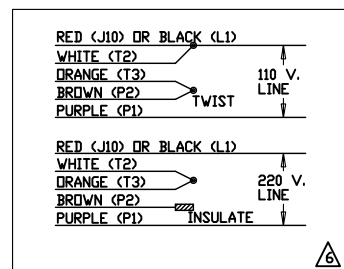 RED (J10) OR BLACK (L1)
WHITE (T2)
ORANGE (T3)
BROWN (P2)
TWIST
PURPLE (P1)
110 V.
LINE
RED (J10) OR BLACK (L1)
WHITE (T2)
ORANGE (T3)
BROWN (P2)
PURPLE (P1)
INSULATE
220 V.
LINE
6